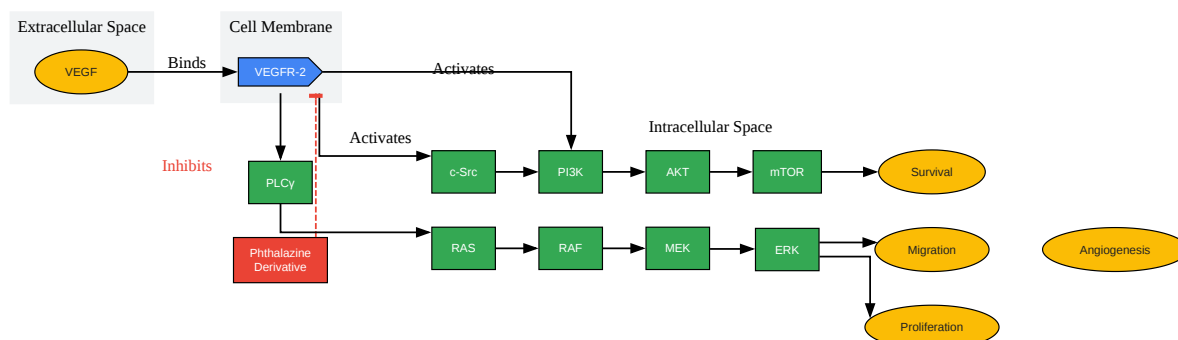 Extracellular Space
Cell Membrane
VEGF
Binds
VEGFR-2
Activates
Activates
Intracellular Space
Inhibits
PLCγ
c-Src
PI3K
AKT
mTOR
Survival
RAS
RAF
MEK
ERK
Migration
Angiogenesis
Phthalazine
Derivative
Proliferation